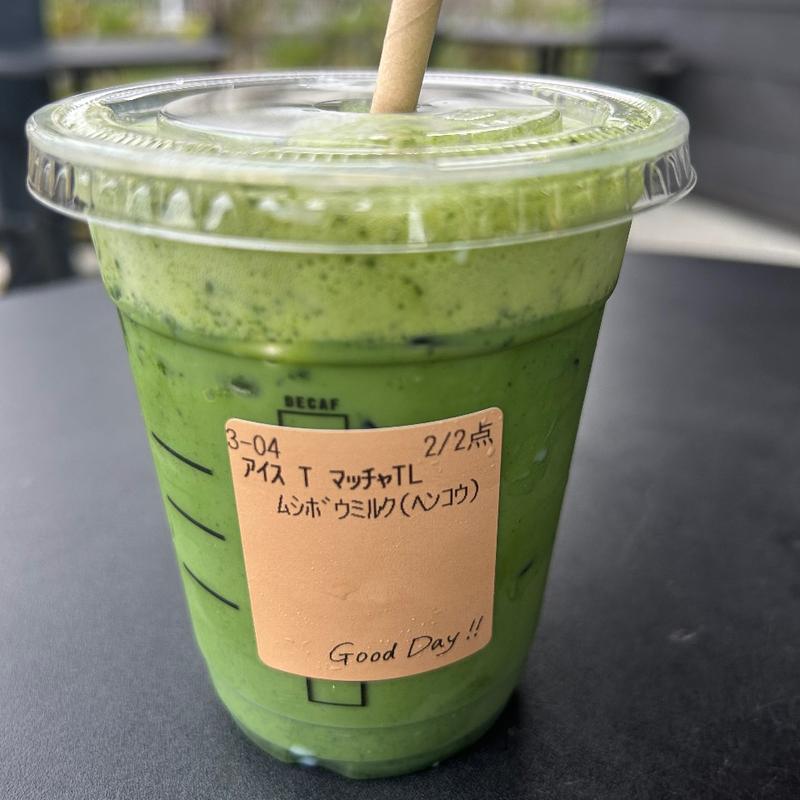 DECAF
3-04 2/2点
アイス T マッチャTL
ムシボウミルク(ヘンコウ)
Good Day!!